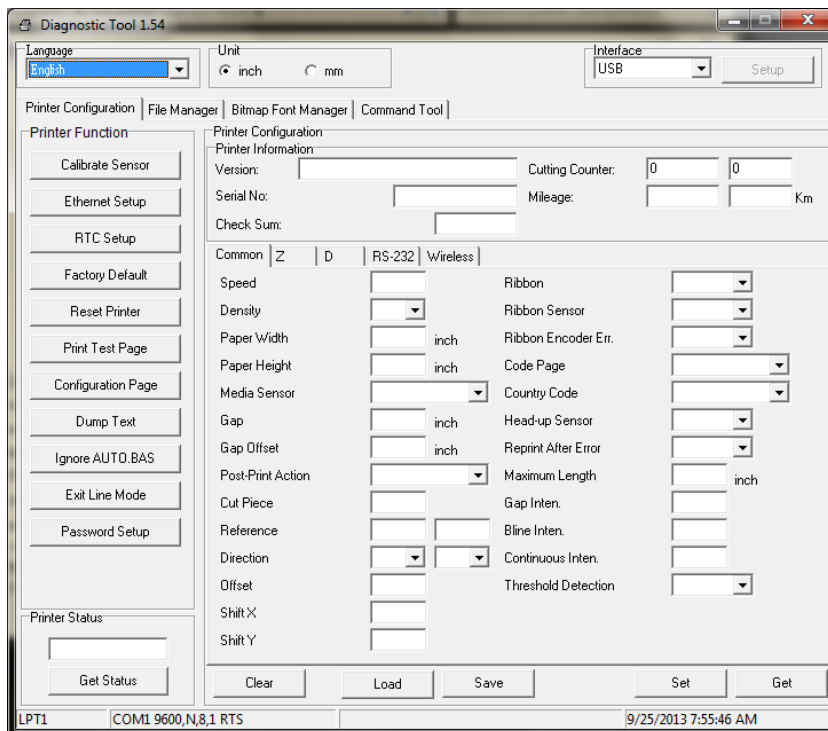 Diagnostic Tool 1.54
Language
English
Unit
inch
mm
Interface
USB
Setup
Printer Configuration
File Manager
Bitmap Font Manager
Command Tool
Printer Function
Calibrate Sensor
Ethernet Setup
RTC Setup
Factory Default
Reset Printer
Print Test Page
Configuration Page
Dump Text
Ignore AUTO.BAS
Exit Line Mode
Password Setup
Printer Status
Get Status
Printer Configuration
Printer Information
Version:
Cutting Counter: 0 0
Serial No:
Mileage: Km
Check Sum:
Common Z D RS-232 Wireless
Speed
Density
Paper Width inch
Paper Height inch
Media Sensor
Gap inch
Gap Offset inch
Post-Print Action
Cut Piece
Reference
Direction
Offset
Shift X
Shift Y
Ribbon
Ribbon Sensor
Ribbon Encoder Err.
Code Page
Country Code
Head-up Sensor
Reprint After Error
Maximum Length inch
Gap Inten.
Bline Inten.
Continuous Inten.
Threshold Detection
Clear
Load
Save
Set
Get
LPT1
COM1 9600,N,8,1 RTS
9/25/2013 7:55:46 AM